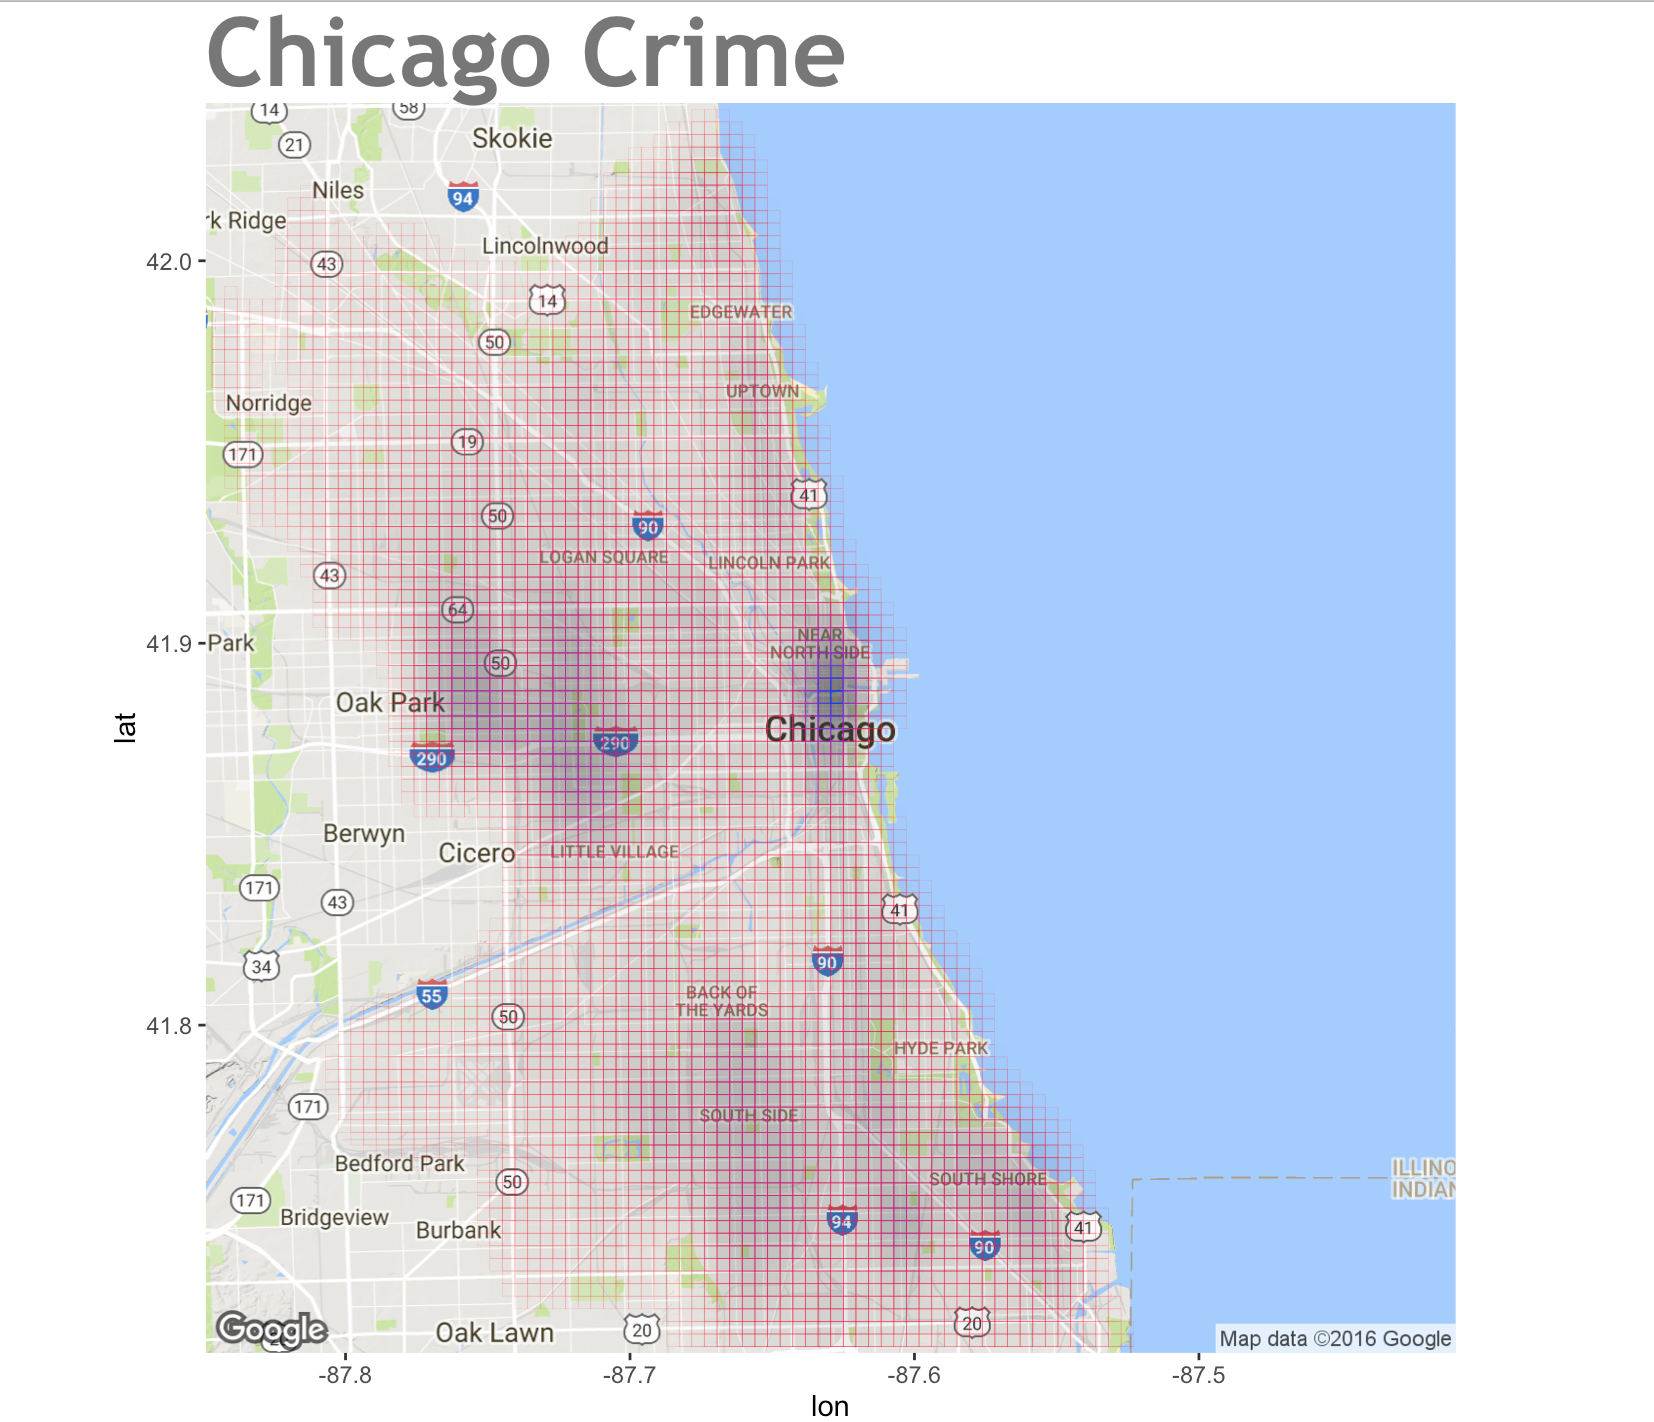 Chicago Crime
14
58
21
Skokie
Niles
94
rk Ridge
Lincolnwood
42.0
43
14
EDGEWATER
50
UPTOWN
Norridge
19
171
41
50
90
LOGAN SQUARE
LINCOLN PARK
43
64
NEAR
NORTH SIDE
41.9
Park
50
Oak Park
lat
Chicago
290
290
Berwyn
Cicero
LITTLE VILLAGE
171
43
41
34
90
55
BACK OF
THE YARDS
50
41.8
HYDE PARK
171
SOUTH SIDE
Bedford Park
SOUTH SHORE
ILLINO
INDIAN
50
171
Bridgeview
Burbank
94
41
90
Google
Oak Lawn
20
20
Map data ©2016 Google
-87.8
-87.7
-87.6
-87.5
lon